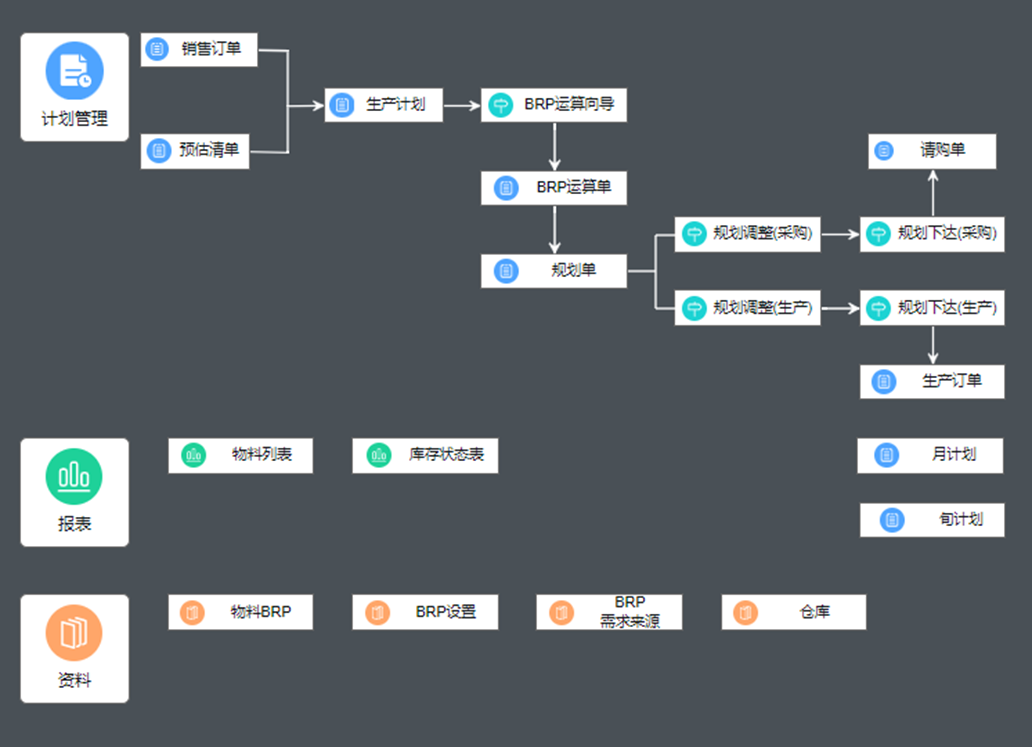 销售订单
计划管理
生产计划
BRP运算向导
预估清单
请购单
BRP运算单
规划调整(采购)
规划下达(采购)
规划单
规划调整(生产)
规划下达(生产)
生产订单
报表
物料列表
库存状态表
月计划
旬计划
资料
物料BRP
BRP设置
BRP
需求来源
仓库